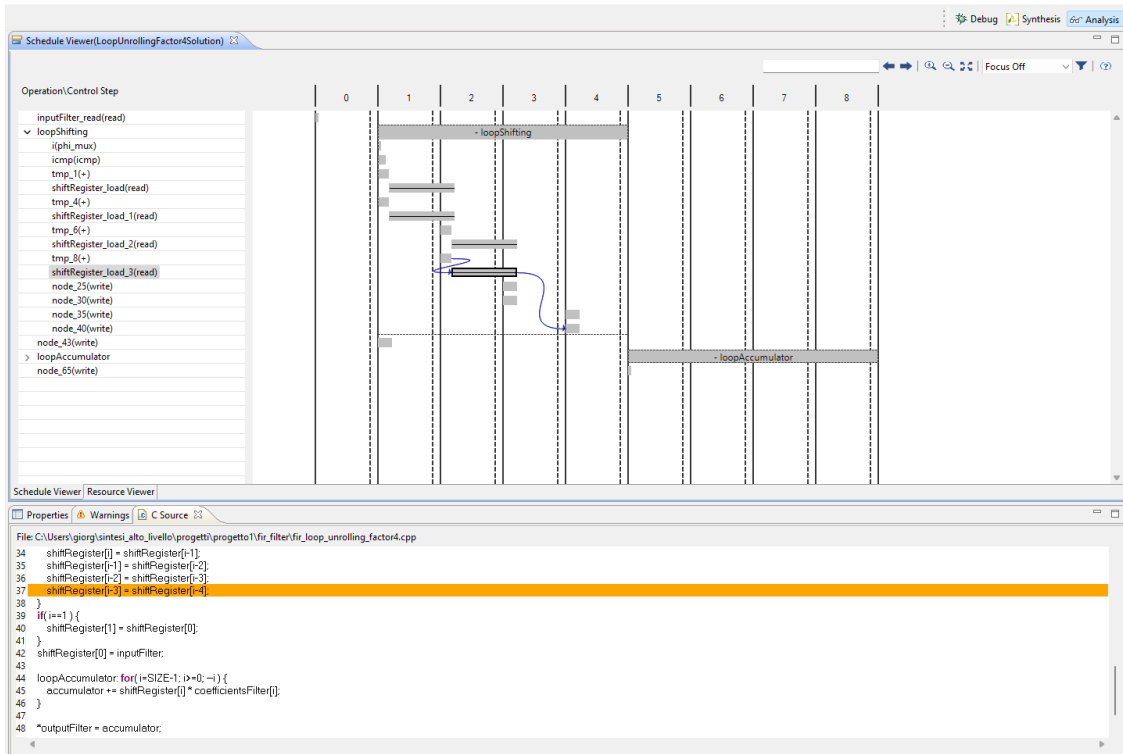 Debug Synthesis Analysis
Schedule Viewer(LoopUnrollingFactor4Solution)
Focus Off
Operation\Control Step 0 1 2 3 4 5 6 7 8
inputFilter_read(read)
loopShifting - loopShifting
i(phi_mux)
icmp(icmp)
tmp_1(+)
shiftRegister_load(read)
tmp_4(+)
shiftRegister_load_1(read)
tmp_6(+)
shiftRegister_load_2(read)
tmp_8(+)
shiftRegister_load_3(read)
node_25(write)
node_30(write)
node_35(write)
node_40(write)
node_43(write)
loopAccumulator - loopAccumulator
node_65(write)
Schedule Viewer Resource Viewer
Properties Warnings C Source
File: C:\Users\giorg\sintesi_alto_livello\progetti\progetto1\fir_filter\fir_loop_unrolling_factor4.cpp
34 shiftRegister[i] = shiftRegister[i-1];
35 shiftRegister[i-1] = shiftRegister[i-2];
36 shiftRegister[i-2] = shiftRegister[i-3];
37 shiftRegister[i-3] = shiftRegister[i-4];
38 }
39 if( i==1 ) {
40 shiftRegister[1] = shiftRegister[0];
41 }
42 shiftRegister[0] = inputFilter;
43
44 loopAccumulator: for( i=SIZE-1; i>=0; --i ) {
45 accumulator += shiftRegister[i] * coefficientsFilter[i];
46 }
47
48 *outputFilter = accumulator;